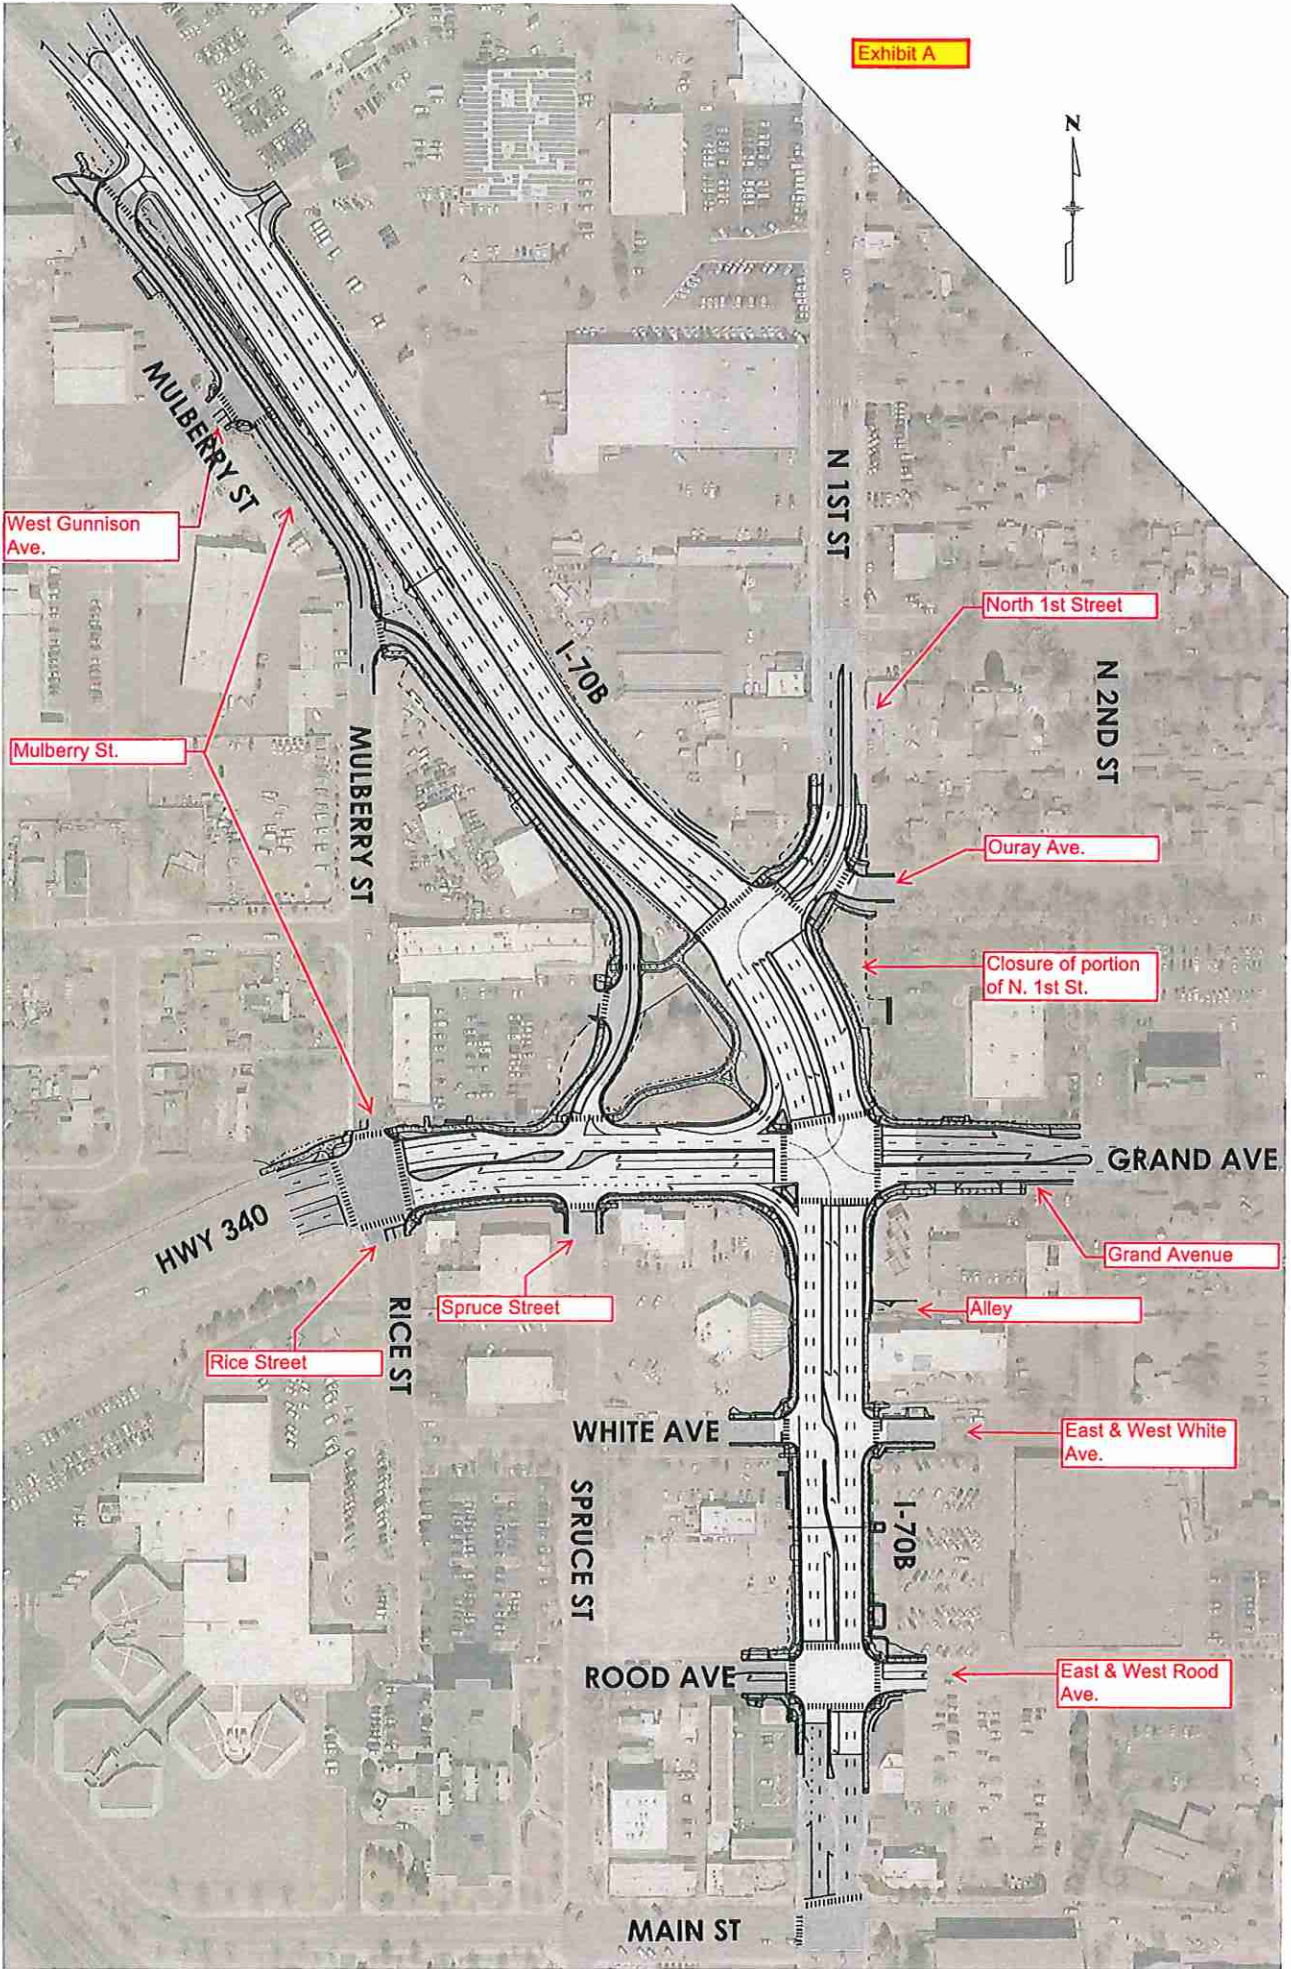 Exhibit A
N
MULBERRY ST
West Gunnison
Ave.
N 1ST ST
North 1st Street
I-70B
N 2ND ST
Mulberry St.
MULBERRY ST
Ouray Ave.
Closure of portion
of N. 1st St.
GRAND AVE
HWY 340
Grand Avenue
Spruce Street
Alley
Rice Street
RICE ST
WHITE AVE
East & West White
Ave.
SPRUCE ST
I-70B
ROOD AVE
East & West Rood
Ave.
MAIN ST